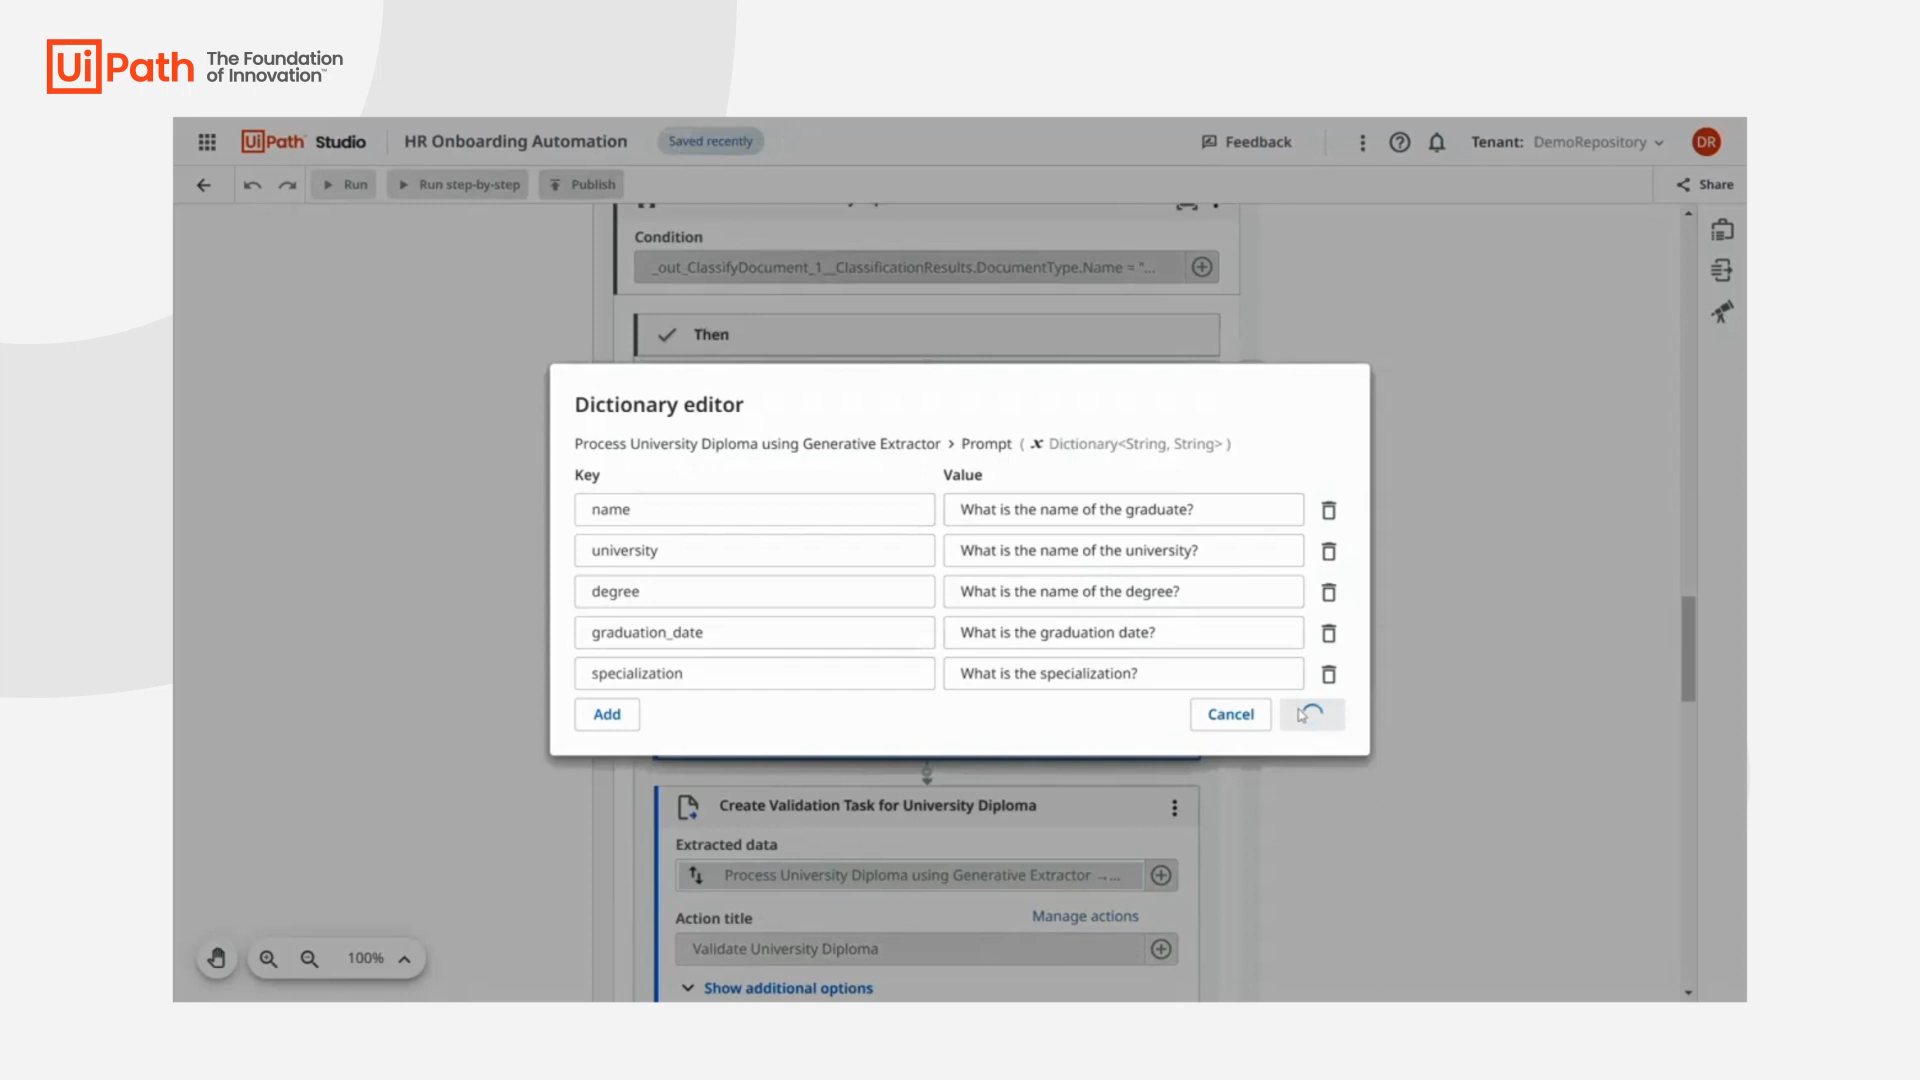 UiPath The Foundation
of Innovation™
UiPath Studio HR Onboarding Automation Saved recently Feedback Tenant: DemoRepository DR
Run Run step-by-step Publish Share
Condition
_out_ClassifyDocument_1__ClassificationResults.DocumentType.Name = "...
Then
Dictionary editor
Process University Diploma using Generative Extractor > Prompt ( x Dictionary<String, String> )
Key Value
name What is the name of the graduate?
university What is the name of the university?
degree What is the name of the degree?
graduation_date What is the graduation date?
specialization What is the specialization?
Add Cancel
Create Validation Task for University Diploma
Extracted data
Process University Diploma using Generative Extractor →...
Action title Manage actions
Validate University Diploma
100%
Show additional options